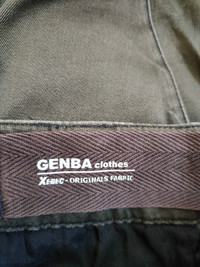 GENBA clothes
XEBEC - ORIGINALS FABRIC